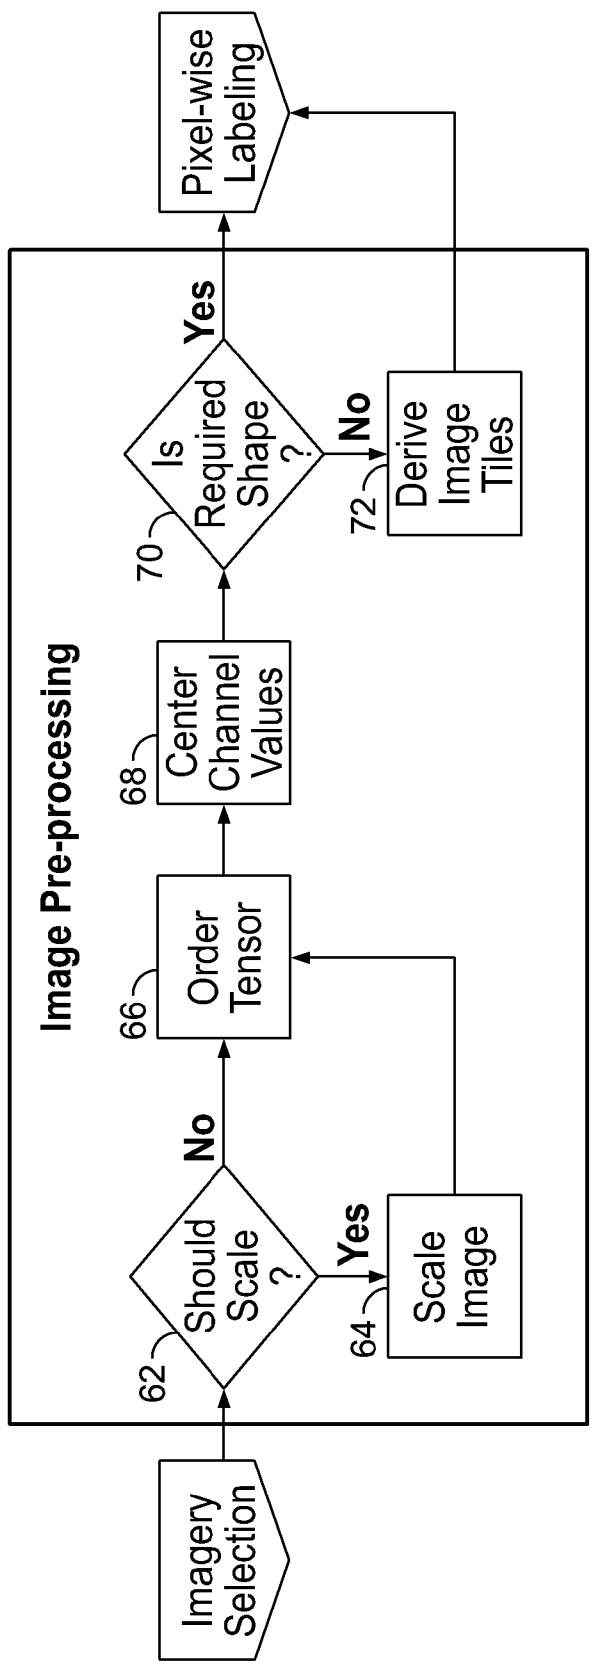 Image Pre-processing
Imagery
Selection
62
Should
Scale
?
No
Yes
64
Scale
Image
66
Order
Tensor
68
Center
Channel
Values
70
Is
Required
Shape
?
Yes
No
72
Derive
Image
Tiles
Pixel-wise
Labeling